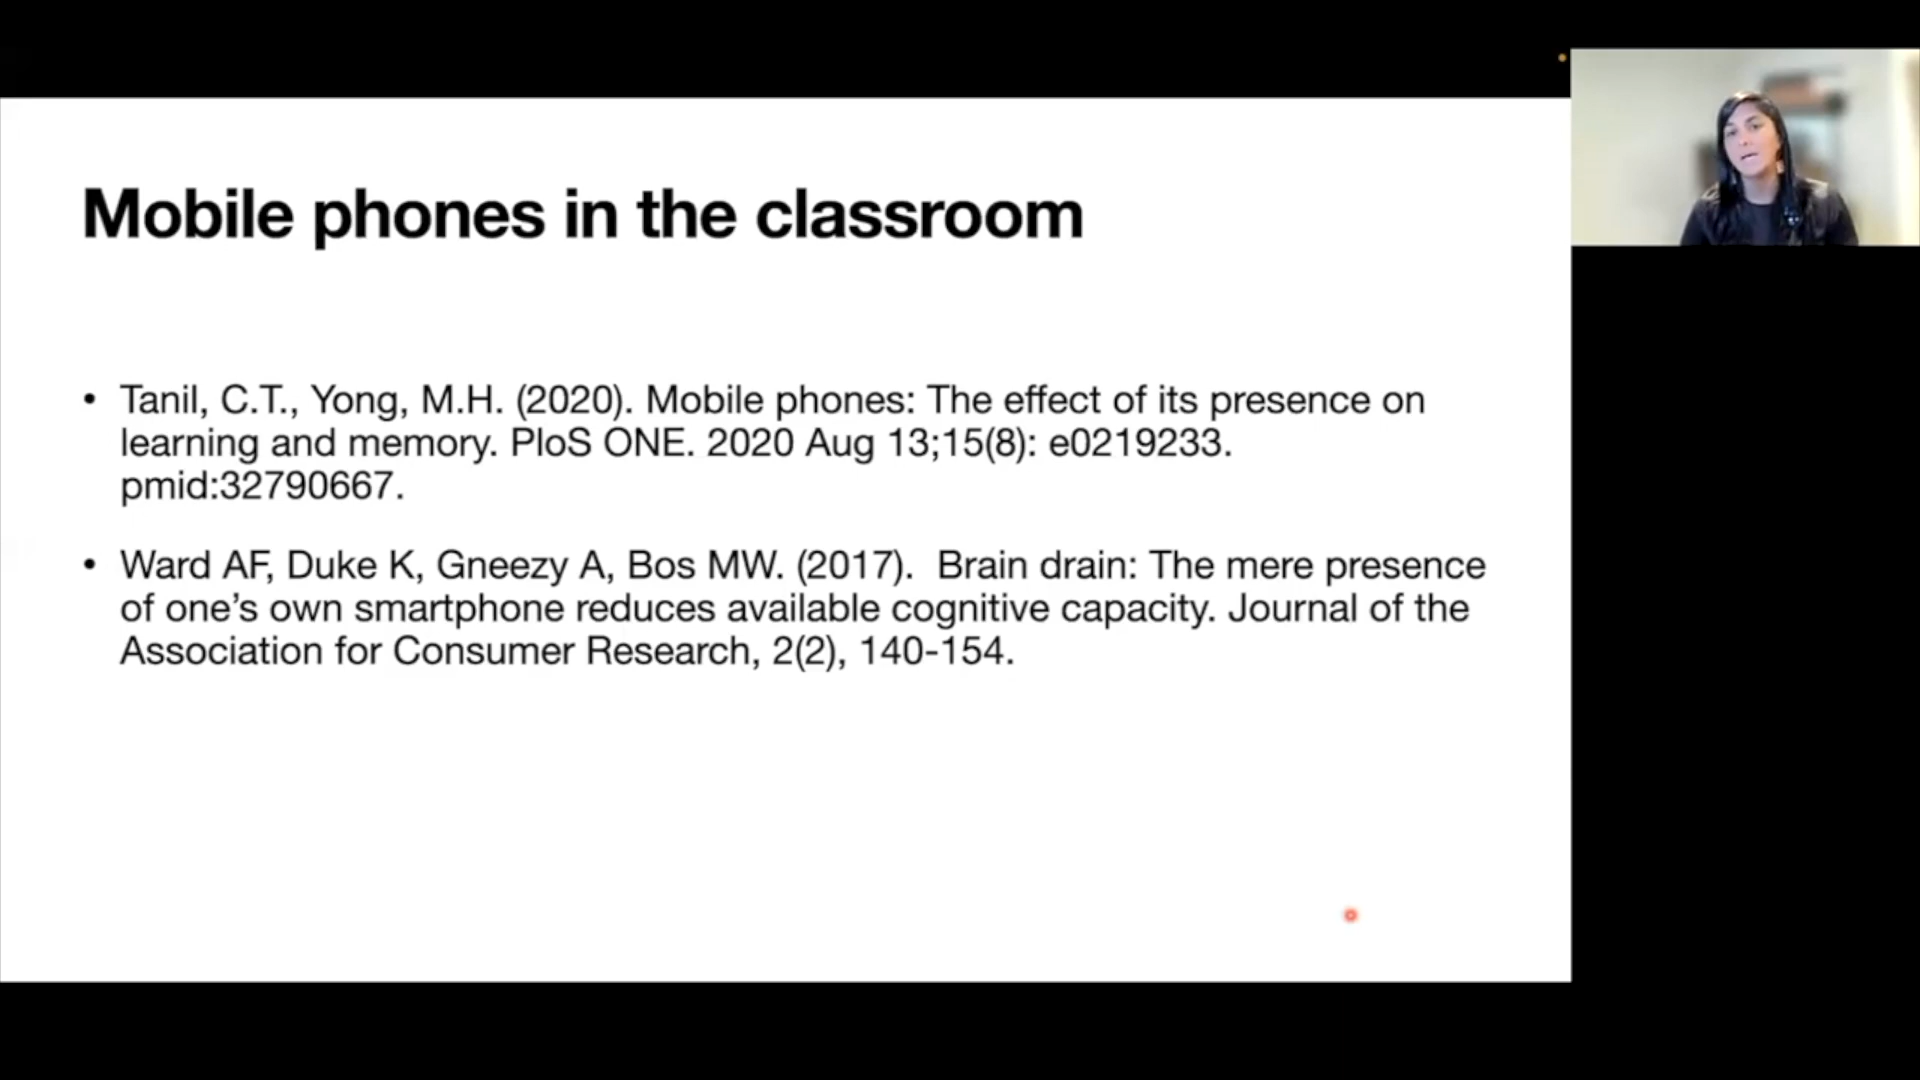 Mobile phones in the classroom
• Tanil, C.T., Yong, M.H. (2020). Mobile phones: The effect of its presence on
learning and memory. PloS ONE. 2020 Aug 13;15(8): e0219233.
pmid:32790667.
• Ward AF, Duke K, Gneezy A, Bos MW. (2017).  Brain drain: The mere presence
of one’s own smartphone reduces available cognitive capacity. Journal of the
Association for Consumer Research, 2(2), 140-154.